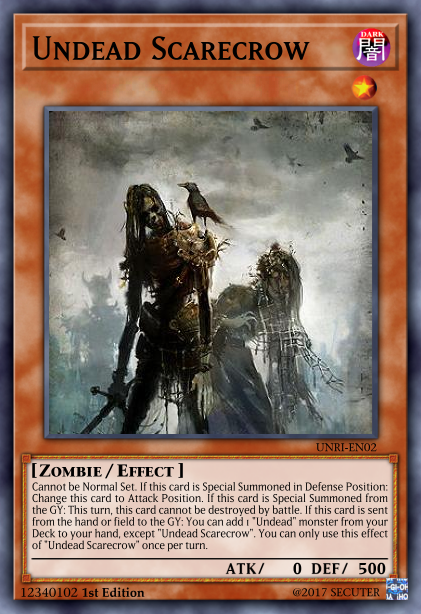 UNDEAD SCARECROW
DARK
闇
UNRI-EN02
[ZOMBIE / EFFECT ]
Cannot be Normal Set. If this card is Special Summoned in Defense Position:
Change this card to Attack Position. If this card is Special Summoned from
the GY: This turn, this card cannot be destroyed by battle. If this card is sent
from the hand or field to the GY: You can add 1 "Undead" monster from your
Deck to your hand, except "Undead Scarecrow". You can only use this effect
of "Undead Scarecrow" once per turn.
ATK/ 0 DEF/ 500
12340102 1st Edition ©2017 SECUTER